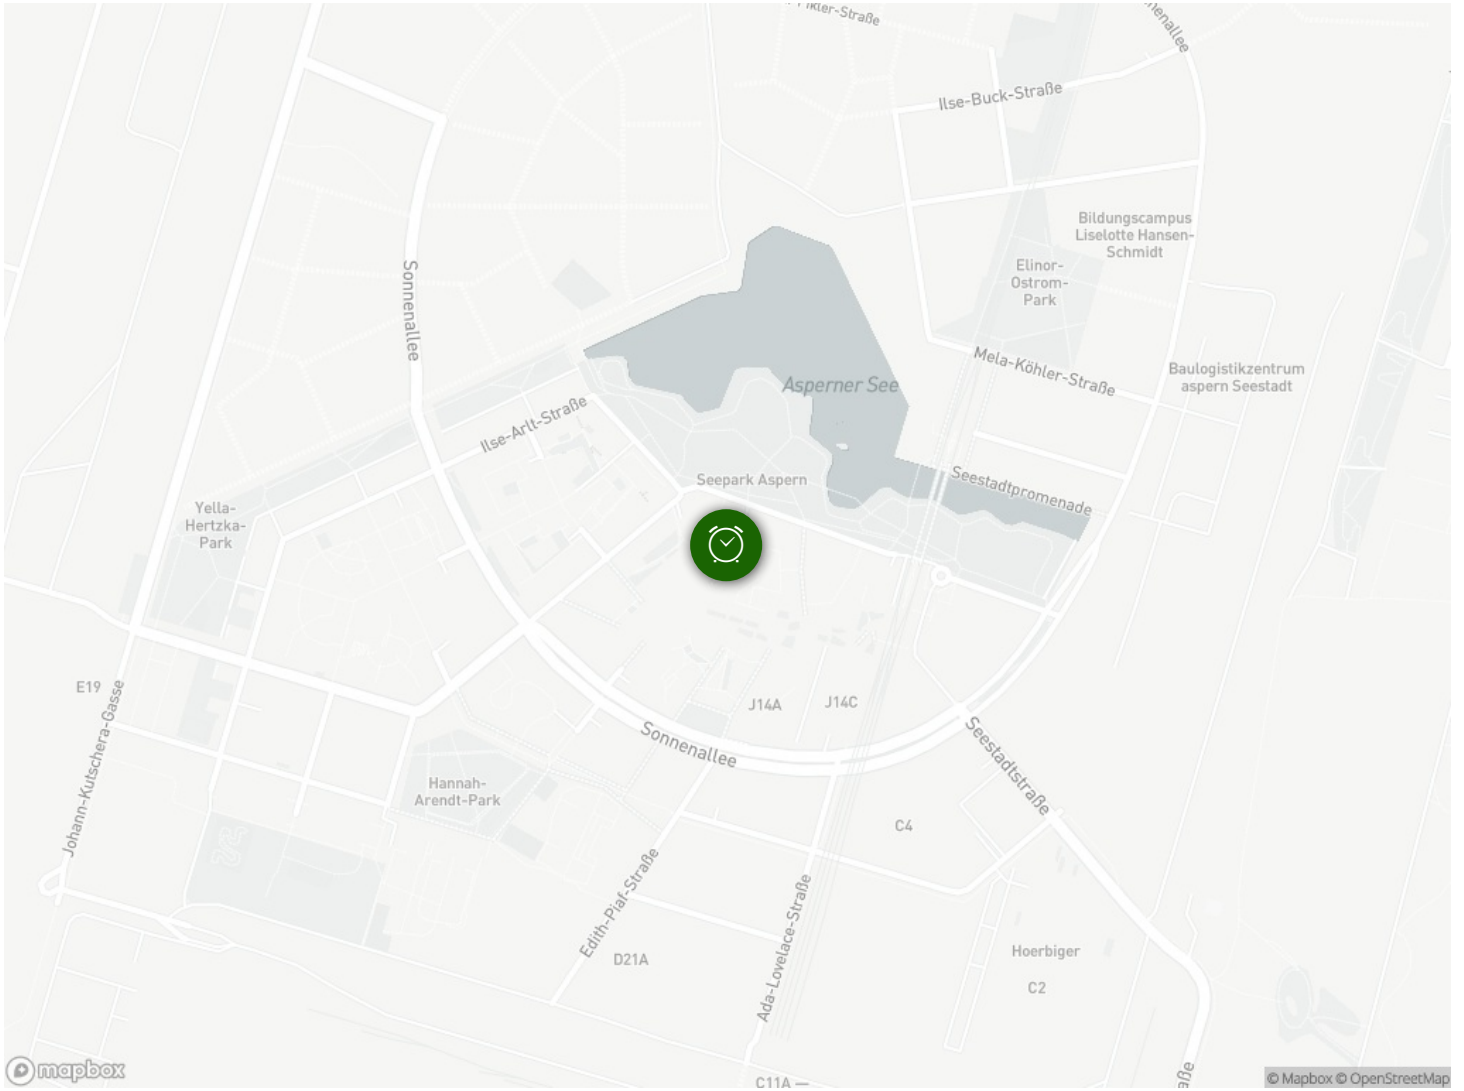 Ilse-Buck-Straße
Bildungscampus
Liselotte Hansen-
Schmidt
Elinor-
Ostrom-
Park
Sonnenallee
Mela-Köhler-Straße
Baulogistikzentrum
aspern Seestadt
Asperner See
Ilse-Arlt-Straße
Seepark Aspern
Seestadtpromenade
Yella-
Hertzka-
Park
E19
J14A
J14C
Sonnenallee
Seestadtstraße
Johann-Kutschera-Gasse
Hannah-
Arendt-Park
C4
Edith-Piaf-Straße
Ada-Lovelace-Straße
D21A
Hoerbiger
C2
mapbox
C11A —
© Mapbox © OpenStreetMap